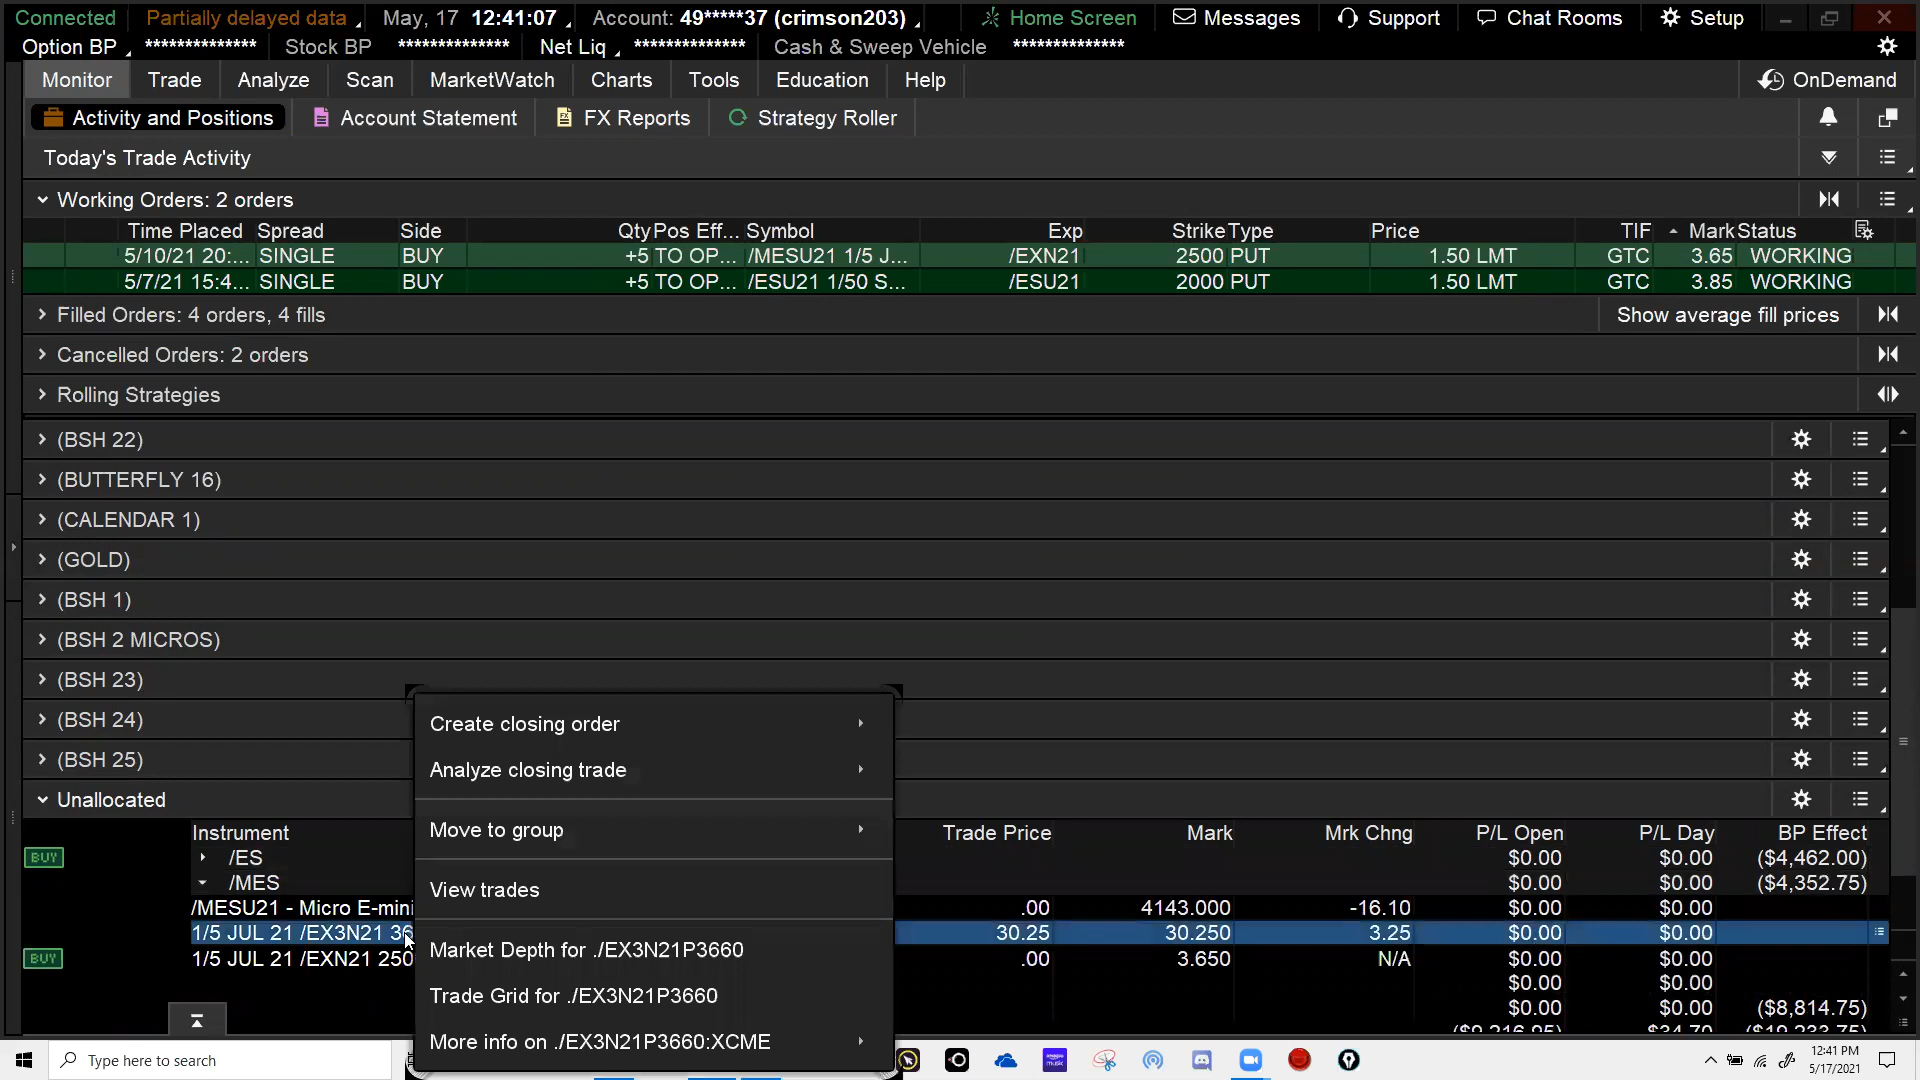 Connected Partially delayed data May, 17 12:41:07 Account: 49*****37 (crimson203) Home Screen Messages Support Chat Rooms Setup
Option BP ************** Stock BP ************** Net Liq ************** Cash & Sweep Vehicle **************
Monitor Trade Analyze Scan MarketWatch Charts Tools Education Help OnDemand
Activity and Positions Account Statement FX Reports Strategy Roller
Today's Trade Activity
Working Orders: 2 orders
Time Placed Spread Side Qty Pos Eff... Symbol Exp Strike Type Price TIF Mark Status
5/10/21 20:... SINGLE BUY +5 TO OP... /MESU21 1/5 J... /EXN21 2500 PUT 1.50 LMT GTC 3.65 WORKING
5/7/21 15:4... SINGLE BUY +5 TO OP... /ESU21 1/50 S... /ESU21 2000 PUT 1.50 LMT GTC 3.85 WORKING
Filled Orders: 4 orders, 4 fills Show average fill prices
Cancelled Orders: 2 orders
Rolling Strategies
(BSH 22)
(BUTTERFLY 16)
(CALENDAR 1)
(GOLD)
(BSH 1)
(BSH 2 MICROS)
(BSH 23)
(BSH 24)
(BSH 25)
Unallocated
Create closing order
Analyze closing trade
Move to group
View trades
Market Depth for ./EX3N21P3660
Trade Grid for ./EX3N21P3660
More info on ./EX3N21P3660:XCME
Instrument Trade Price Mark Mrk Chng P/L Open P/L Day BP Effect
BUY /ES $0.00 $0.00 ($4,462.00)
/MES $0.00 $0.00 ($4,352.75)
/MESU21 - Micro E-mini .00 4143.000 -16.10 $0.00 $0.00
1/5 JUL 21 /EX3N21 36 30.25 30.250 3.25 $0.00 $0.00
BUY 1/5 JUL 21 /EXN21 250 .00 3.650 N/A $0.00 $0.00
$0.00 $0.00
$0.00 $0.00 ($8,814.75)
($9,216.95) $34.70 ($19,233.75)
Type here to search
amazon music
12:41 PM
5/17/2021